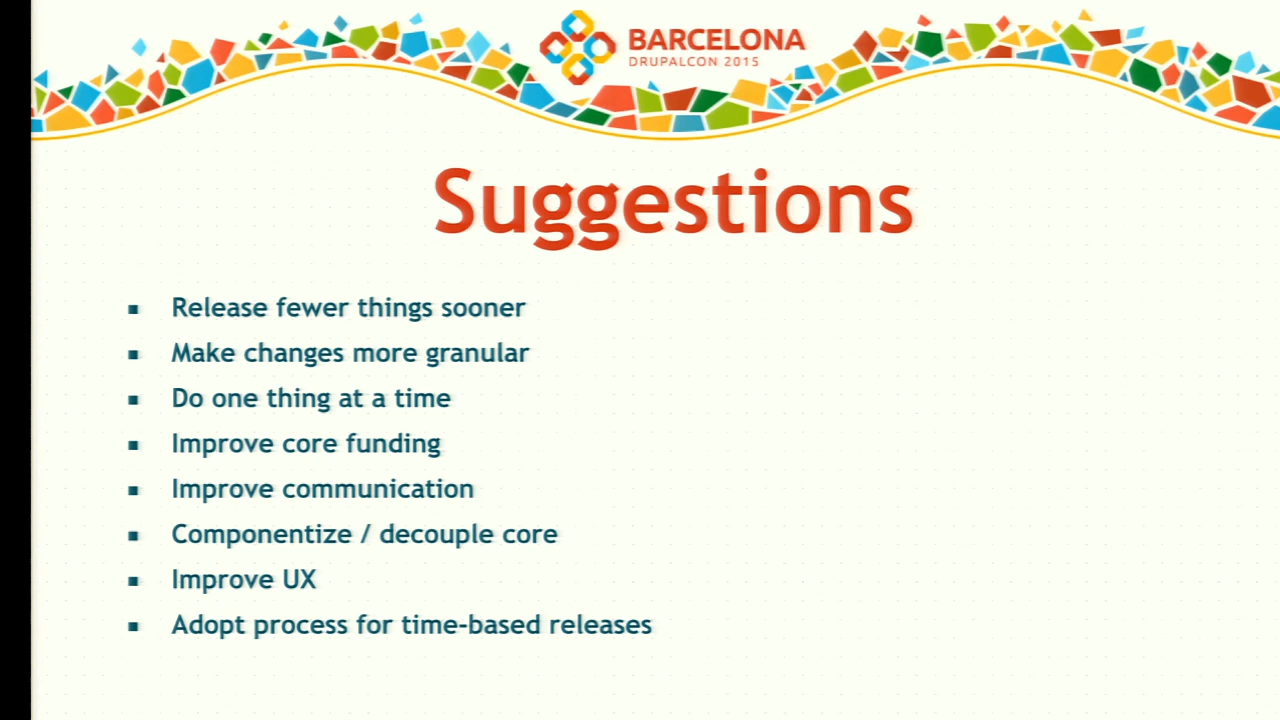 BARCELONA
DRUPALCON 2015
Suggestions
Release fewer things sooner
Make changes more granular
Do one thing at a time
Improve core funding
Improve communication
Componentize / decouple core
Improve UX
Adopt process for time-based releases